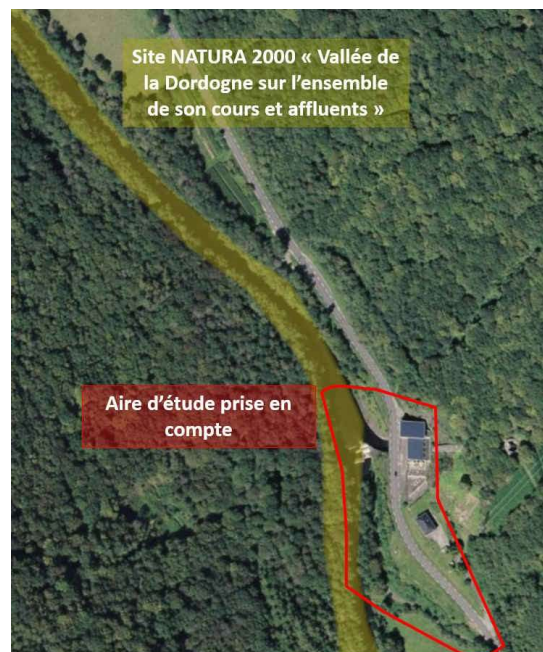 Site NATURA 2000 « Vallée de
la Dordogne sur l’ensemble
de son cours et affluents »
Aire d’étude prise en
compte